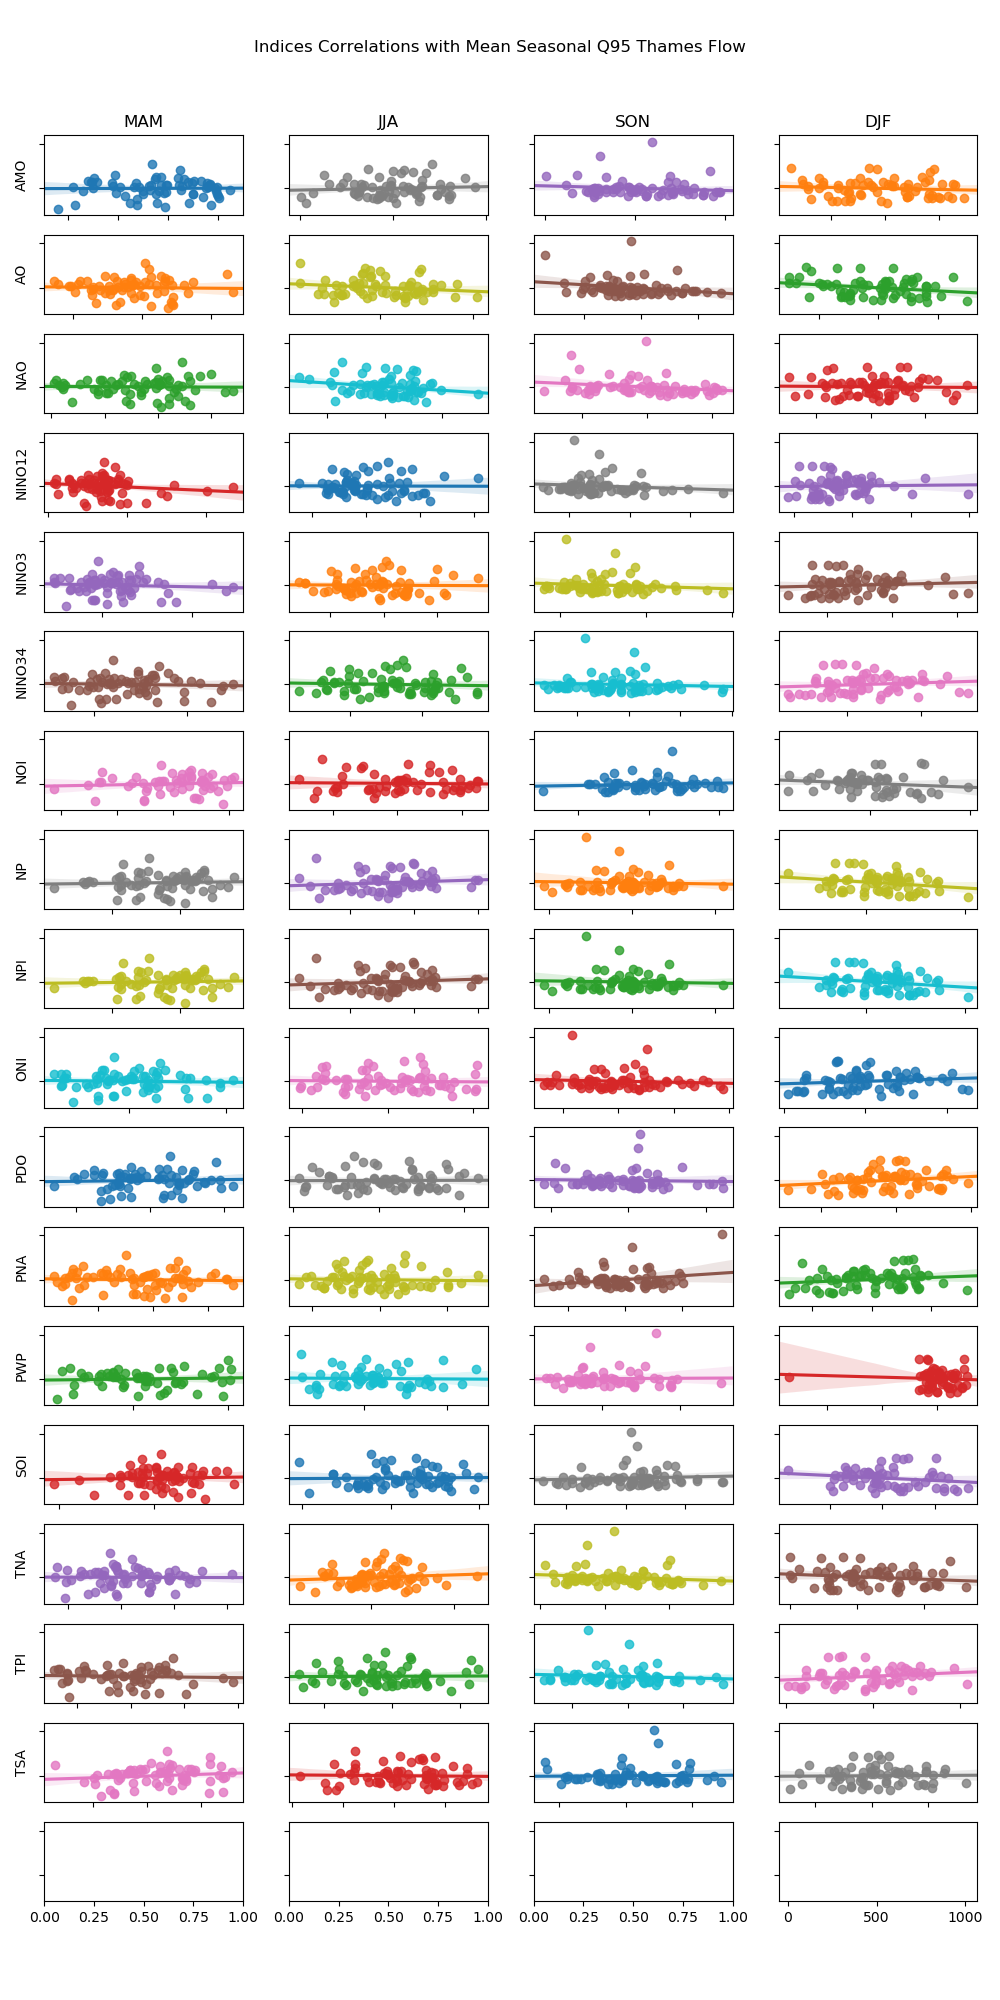 Indices Correlations with Mean Seasonal Q95 Thames Flow
MAM JJA SON DJF
AMO
AO
NAO
NINO12
NINO3
NINO34
NOI
NP
NPI
ONI
PDO
PNA
PWP
SOI
TNA
TPI
TSA
0.00 0.25 0.50 0.75 1.00 0.00 0.25 0.50 0.75 1.00 0.00 0.25 0.50 0.75 1.00 0 500 1000